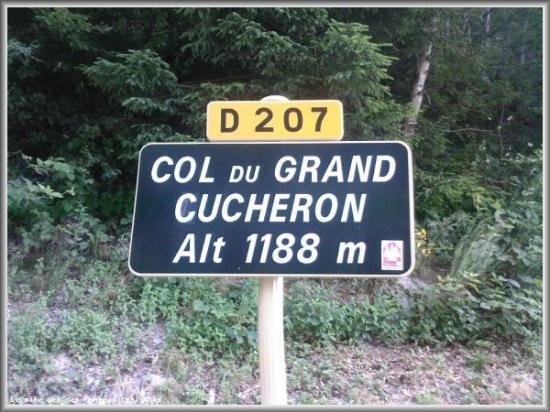 D 207
COL DU GRAND
CUCHERON
Alt 1188 m